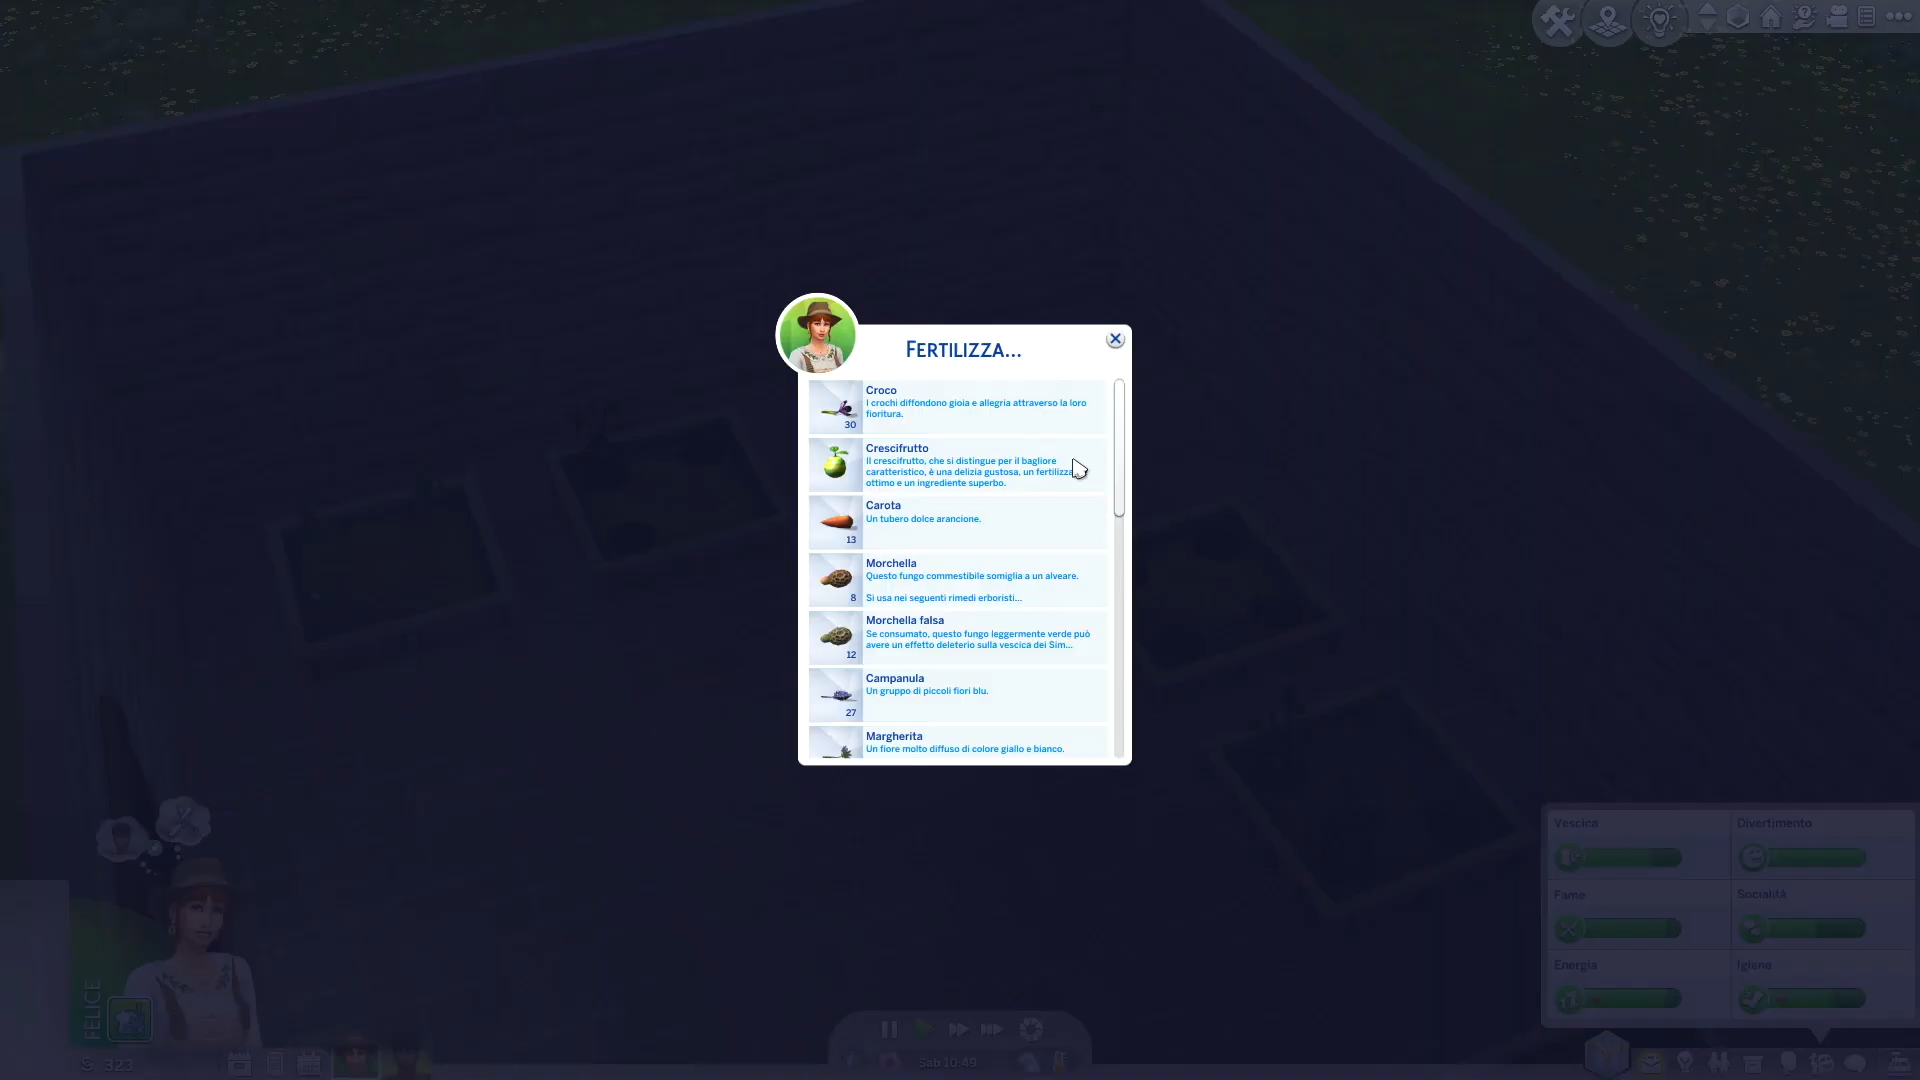 FERTILIZZA...
Croco
I crochi diffondono gioia e allegria attraverso la loro
fioritura.
30
Crescifrutto
Il crescifrutto, che si distingue per il bagliore
caratteristico, è una delizia gustosa, un
ottimo e un ingrediente superbo.
Carota
Un tubero dolce arancione.
13
Morchella
Questo fungo commestibile somiglia a un alveare.
Si usa nei seguenti rimedi erboristi...
8
Morchella falsa
Se consumato, questo fungo leggermente verde può
avere un effetto deleterio sulla vescica dei Sim...
12
Campanula
Un gruppo di piccoli fiori blu.
27
Margherita
Un fiore molto diffuso di colore giallo e bianco.
Vescica
Divertimento
Fame
Socialità
Energia
Igiene
FELICE
§ 323
Sab 10:49